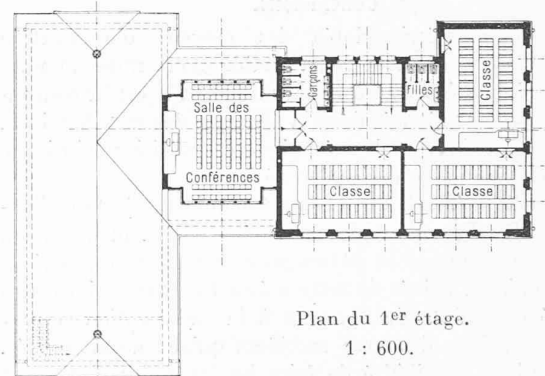 Garçons
Filles
Classe
Salle des
Conférences
Classe
Classe
Plan du 1er étage.
1 : 600.